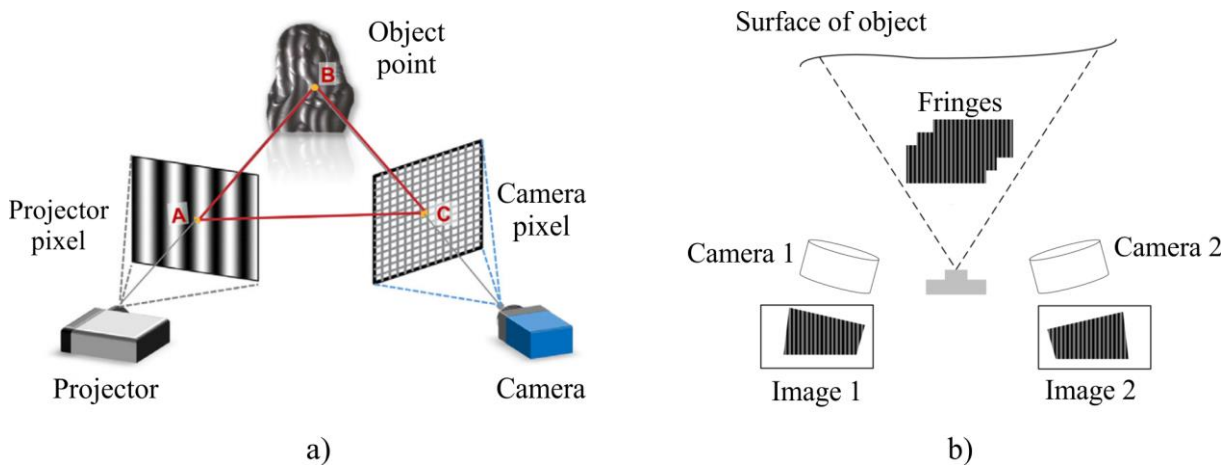 Object
point
B
Projector
pixel
A
C
Camera
pixel
Projector
Camera
a)
Surface of object
Fringes
Camera 1
Camera 2
Image 1
Image 2
b)